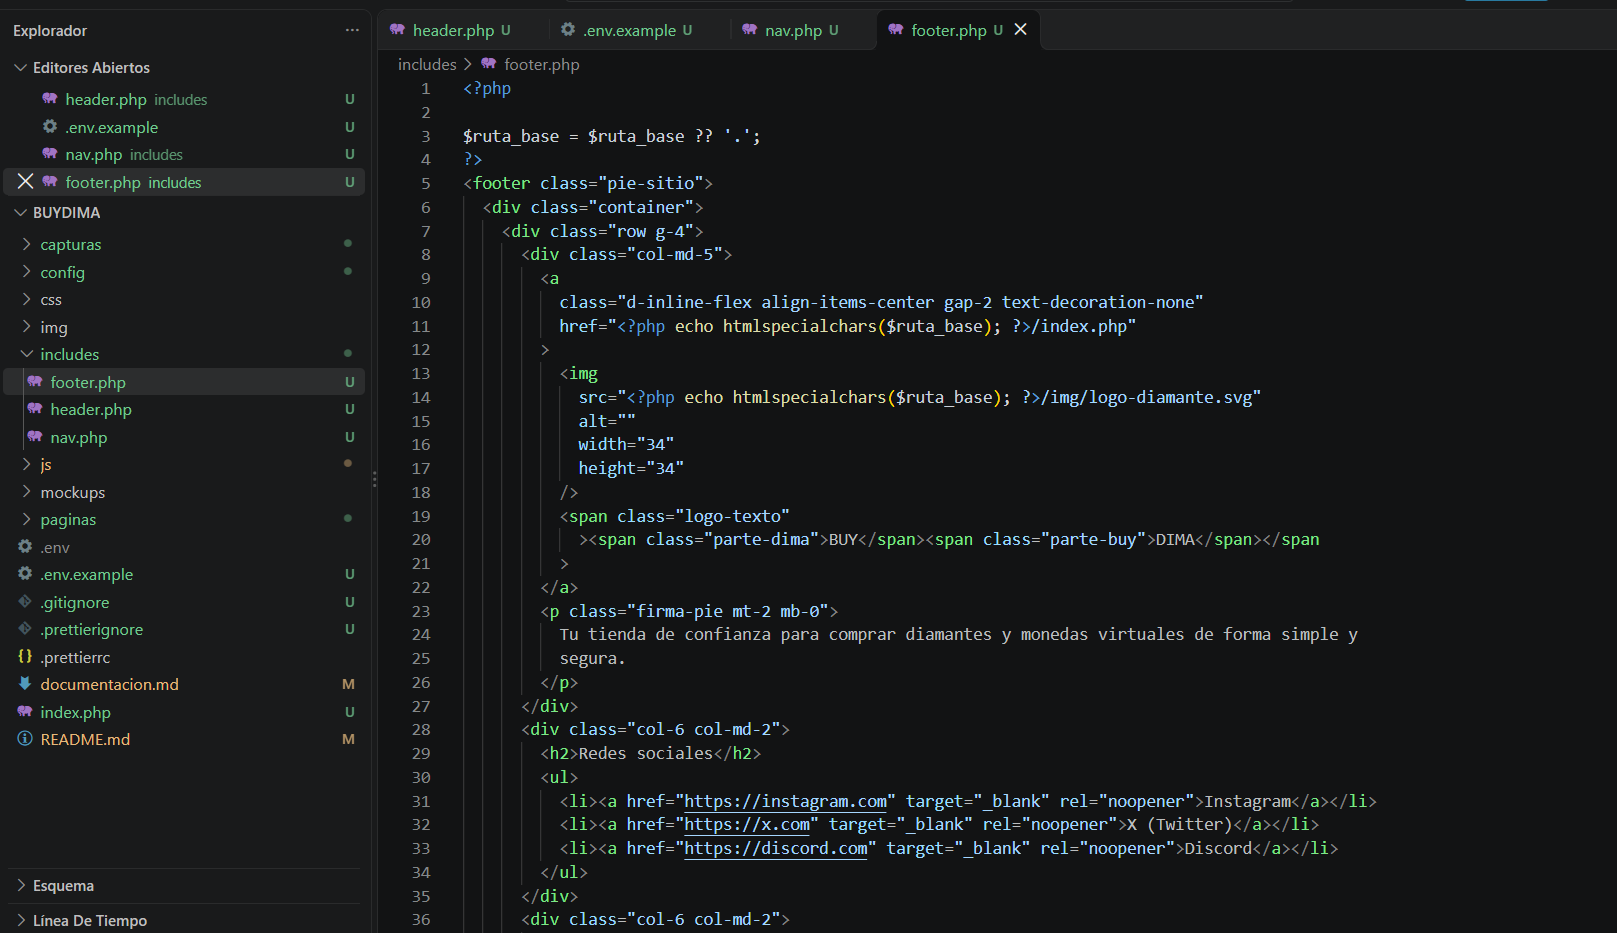 Explorador
Editores Abiertos
header.php includes U
.env.example U
nav.php includes U
footer.php includes U
BUYDIMA
capturas
config
css
img
includes
footer.php U
header.php U
nav.php U
js
mockups
paginas
.env
.env.example U
.gitignore U
.prettierignore U
.prettierrc
documentacion.md M
index.php U
README.md M
Esquema
Línea De Tiempo
header.php U
.env.example U
nav.php U
footer.php U
includes > footer.php
1 <?php
2
3 $ruta_base = $ruta_base ?? '.';
4 ?>
5 <footer class="pie-sitio">
6 <div class="container">
7 <div class="row g-4">
8 <div class="col-md-5">
9 <a
10 class="d-inline-flex align-items-center gap-2 text-decoration-none"
11 href="<?php echo htmlspecialchars($ruta_base); ?>/index.php"
12 >
13 <img
14 src="<?php echo htmlspecialchars($ruta_base); ?>/img/logo-diamante.svg"
15 alt=""
16 width="34"
17 height="34"
18 />
19 <span class="logo-texto"
20 ><span class="parte-dima">BUY</span><span class="parte-buy">DIMA</span></span
21 >
22 </a>
23 <p class="firma-pie mt-2 mb-0">
24 Tu tienda de confianza para comprar diamantes y monedas virtuales de forma simple y
25 segura.
26 </p>
27 </div>
28 <div class="col-6 col-md-2">
29 <h2>Redes sociales</h2>
30 <ul>
31 <li><a href="https://instagram.com" target="_blank" rel="noopener">Instagram</a></li>
32 <li><a href="https://x.com" target="_blank" rel="noopener">X (Twitter)</a></li>
33 <li><a href="https://discord.com" target="_blank" rel="noopener">Discord</a></li>
34 </ul>
35 </div>
36 <div class="col-6 col-md-2">